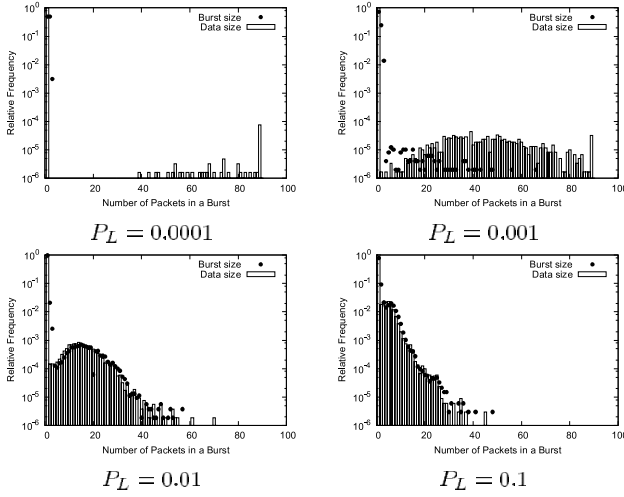 Relative Frequency
10^0
10^-1
10^-2
10^-3
10^-4
10^-5
10^-6
Burst size
Data size
0 20 40 60 80 100
Number of Packets in a Burst
P_L = 0.0001
Relative Frequency
10^0
10^-1
10^-2
10^-3
10^-4
10^-5
10^-6
Burst size
Data size
0 20 40 60 80 100
Number of Packets in a Burst
P_L = 0.001
Relative Frequency
10^0
10^-1
10^-2
10^-3
10^-4
10^-5
10^-6
Burst size
Data size
0 20 40 60 80 100
Number of Packets in a Burst
P_L = 0.01
Relative Frequency
10^0
10^-1
10^-2
10^-3
10^-4
10^-5
10^-6
Burst size
Data size
0 20 40 60 80 100
Number of Packets in a Burst
P_L = 0.1